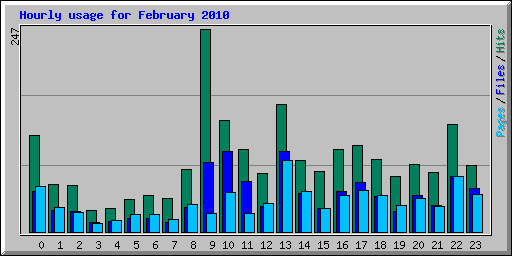 Hourly usage for February 2010
247
Pages / Files / Hits
0 1 2 3 4 5 6 7 8 9 10 11 12 13 14 15 16 17 18 19 20 21 22 23